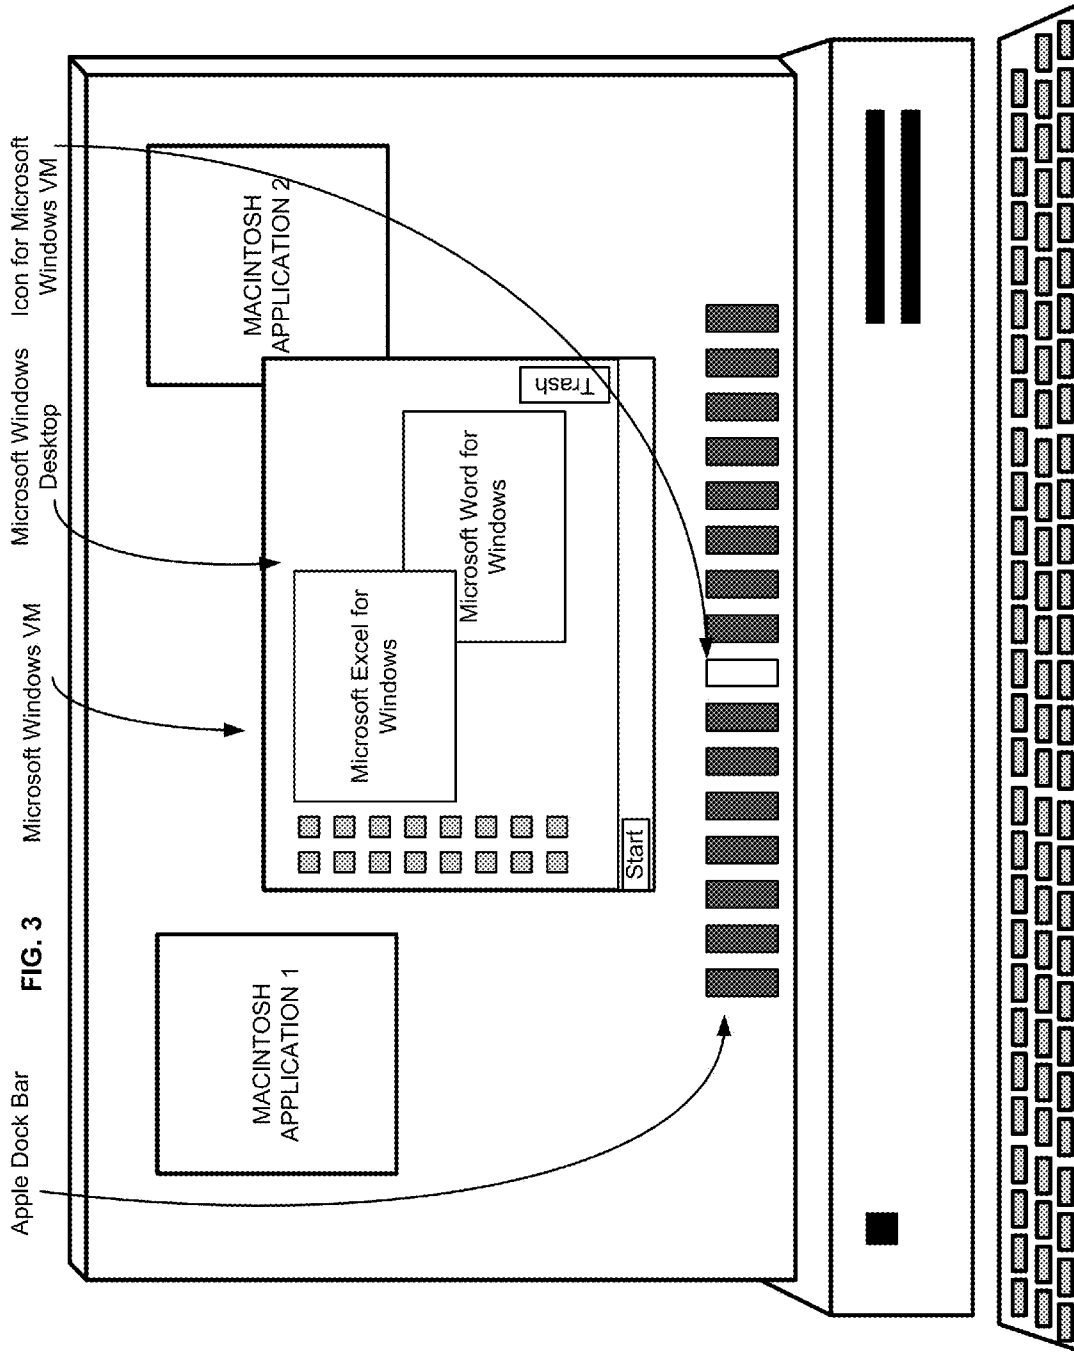 FIG. 3
Apple Dock Bar
Microsoft Windows VM
Microsoft Windows
Desktop
Icon for Microsoft
Windows VM
MACINTOSH
APPLICATION 1
MACINTOSH
APPLICATION 2
Microsoft Excel for
Windows
Microsoft Word for
Windows
Trash
Start